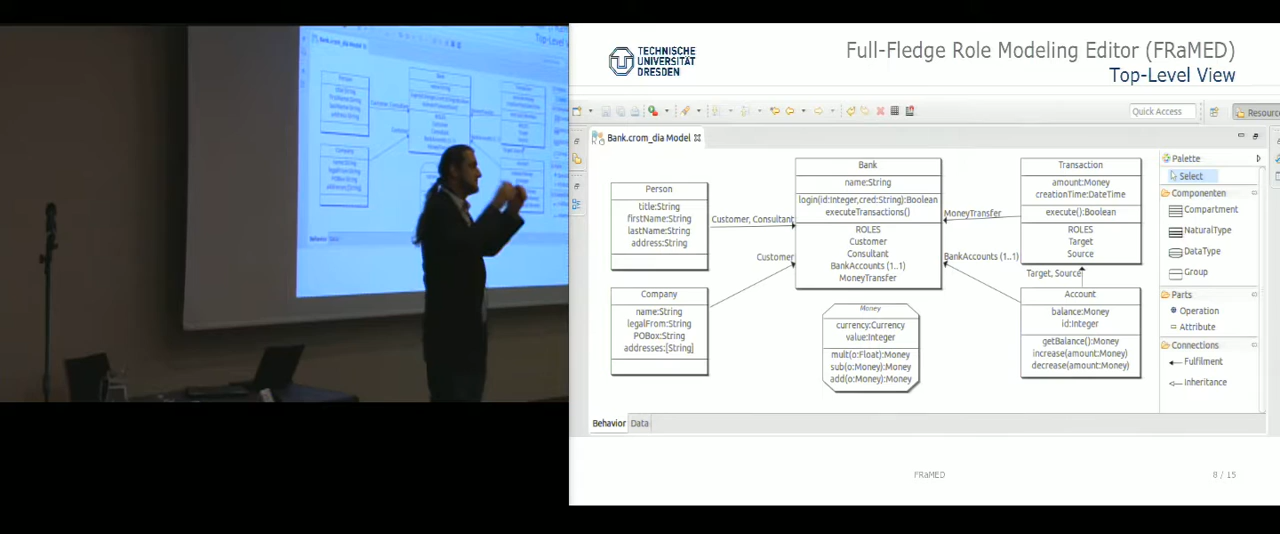 TECHNISCHE
UNIVERSITÄT
DRESDEN
Full-Fledge Role Modeling Editor (FRaMED)
Top-Level View
Quick Access
Resource
Bank.crom_dia Model
Person
title:String
firstName:String
lastName:String
address:String
Company
name:String
legalFrom:String
POBox:String
addresses:[String]
Customer, Consultant
Customer
Bank
name:String
login(id:Integer,cred:String):Boolean
executeTransactions()
ROLES
Customer
Consultant
BankAccounts (1..1)
MoneyTransfer
Money
currency:Currency
value:Integer
mult(o:Float):Money
sub(o:Money):Money
add(o:Money):Money
MoneyTransfer
BankAccounts (1..1)
Transaction
amount:Money
creationTime:DateTime
execute():Boolean
ROLES
Target
Source
Target, Source
Account
balance:Money
id:Integer
getBalance():Money
increase(amount:Money)
decrease(amount:Money)
Palette
Select
Componenten
Compartment
NaturalType
DataType
Group
Parts
Operation
Attribute
Connections
Fulfilment
Inheritance
Behavior
Data
FRaMED
8 / 15